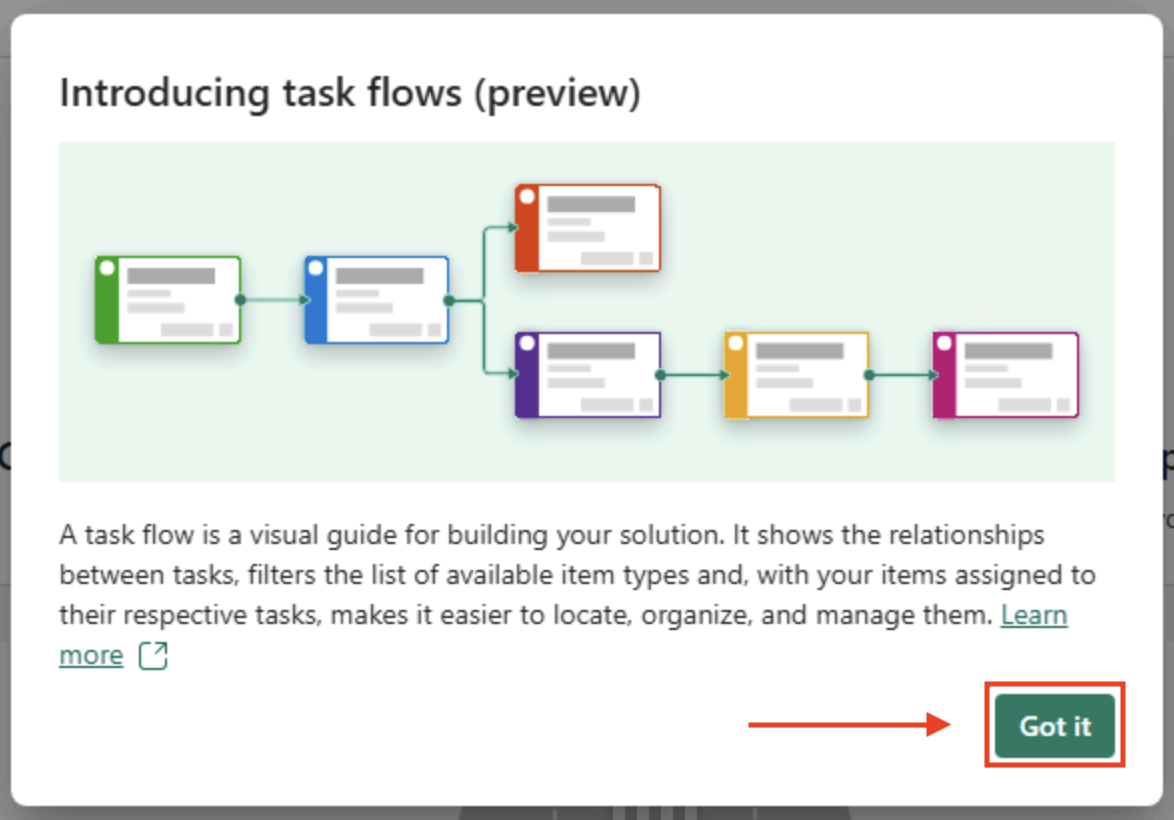 Introducing task flows (preview)
A task flow is a visual guide for building your solution. It shows the relationships
between tasks, filters the list of available item types and, with your items assigned to
their respective tasks, makes it easier to locate, organize, and manage them. Learn
more
Got it